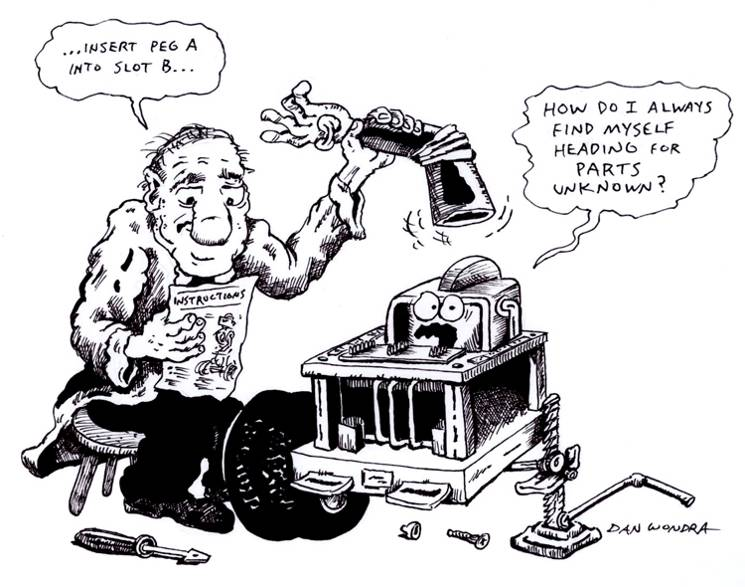 ...INSERT PEG A
INTO SLOT B...
HOW DO I ALWAYS
FIND MYSELF
HEADING FOR
PARTS
UNKNOWN?
INSTRUCTIONS
DAN WONDRA